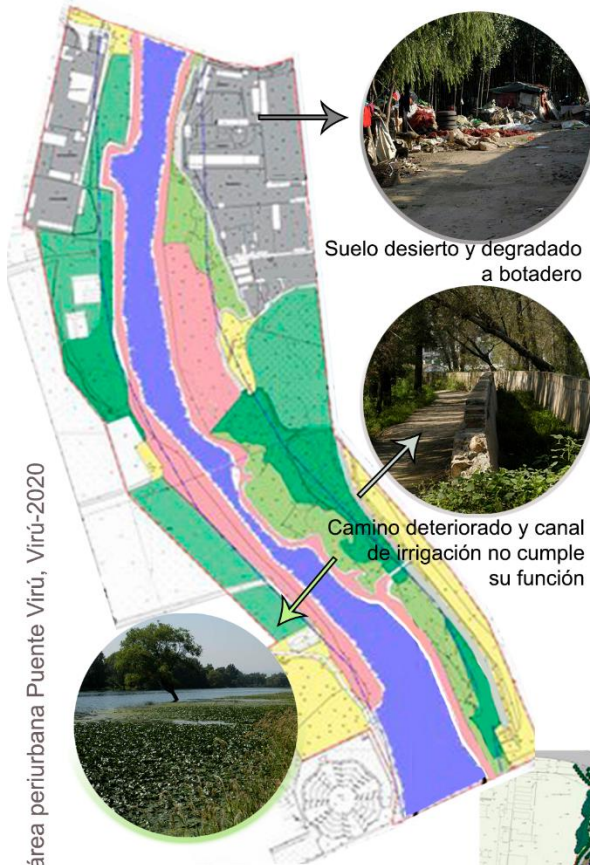 Suelo desierto y degradado
a botadero
Camino deteriorado y canal
de irrigación no cumple
su función
área periurbana Puente Virú, Virú-2020